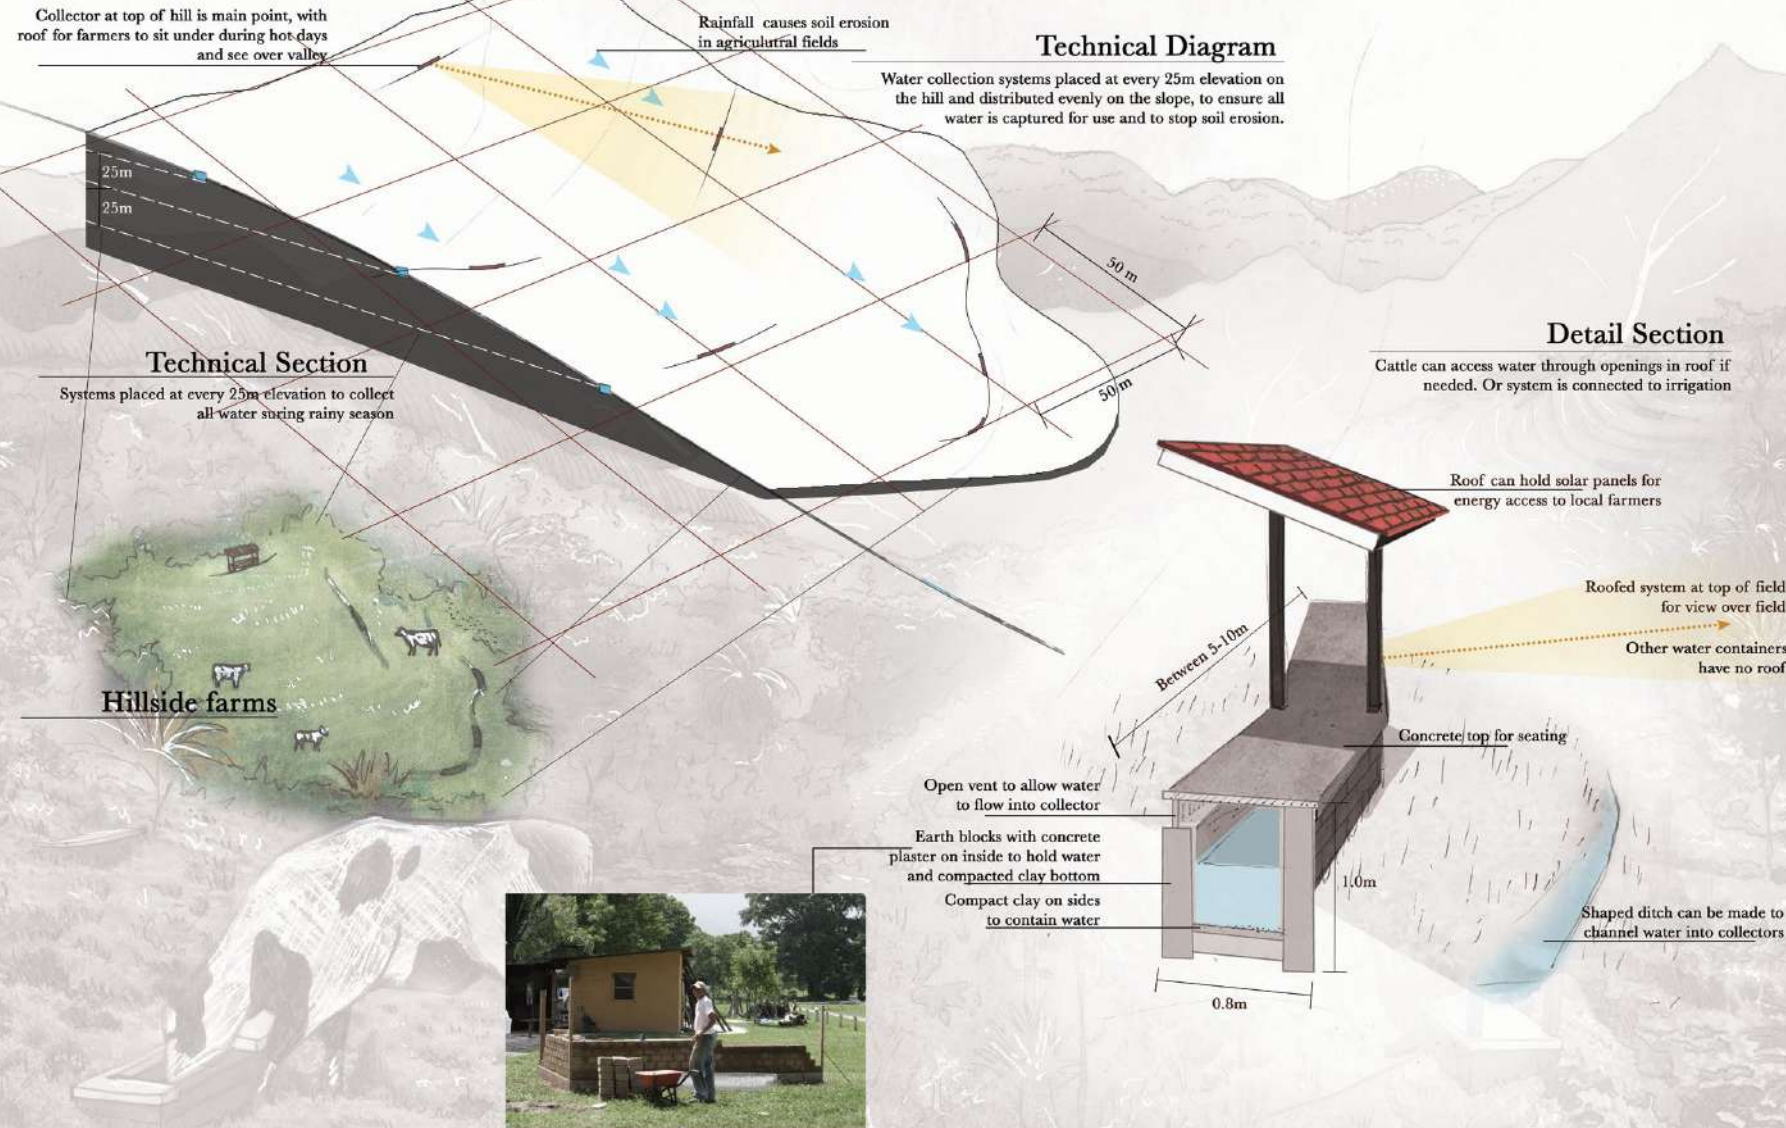 Collector at top of hill is main point, with
roof for farmers to sit under during hot days
and see over valley
Rainfall causes soil erosion
in agriculutral fields
Technical Diagram
Water collection systems placed at every 25m elevation on
the hill and distributed evenly on the slope, to ensure all
water is captured for use and to stop soil erosion.
25m
25m
50 m
50 m
Technical Section
Systems placed at every 25m elevation to collect
all water suring rainy season
Detail Section
Cattle can access water through openings in roof if
needed. Or system is connected to irrigation
Roof can hold solar panels for
energy access to local farmers
Roofed system at top of field
for view over field
Other water containers
have no roof
Between 5-10m
Hillside farms
Concrete top for seating
Open vent to allow water
to flow into collector
Earth blocks with concrete
plaster on inside to hold water
and compacted clay bottom
Compact clay on sides
to contain water
1.0m
0.8m
Shaped ditch can be made to
channel water into collectors